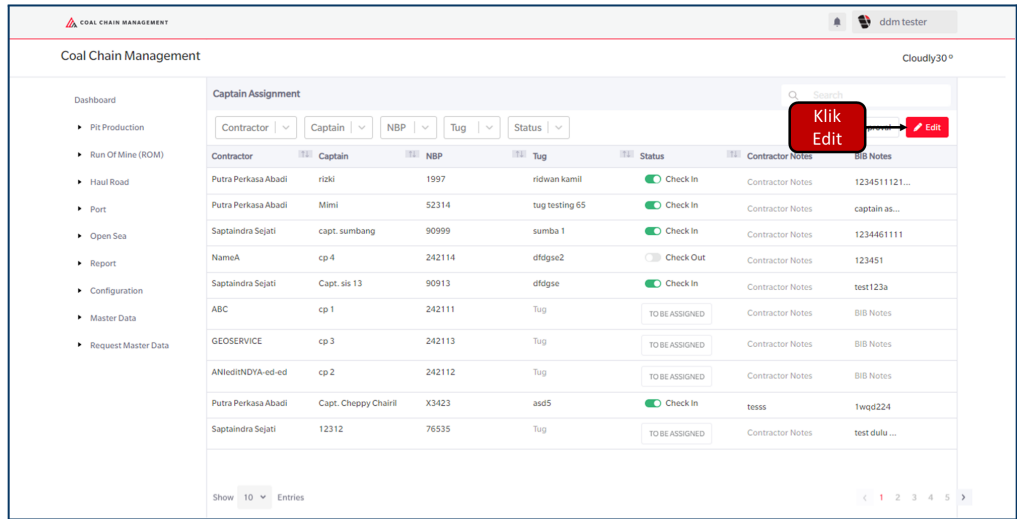 COAL CHAIN MANAGEMENT
ddm tester
Coal Chain Management
Cloudly30 º
Dashboard
Pit Production
Run Of Mine (ROM)
Haul Road
Port
Open Sea
Report
Configuration
Master Data
Request Master Data
Captain Assignment
Search
Contractor Captain NBP Tug Status
Klik
Edit
Edit
Contractor Captain NBP Tug Status Contractor Notes BIB Notes
Putra Perkasa Abadi rizki 1997 ridwan kamil Check In Contractor Notes 1234511121...
Putra Perkasa Abadi Mimi 52314 tug testing 65 Check In Contractor Notes captain as...
Saptaindra Sejati capt. sumbang 90999 sumba 1 Check In Contractor Notes 1234461111
NameA cp 4 242114 dfdgse2 Check Out Contractor Notes 123451
Saptaindra Sejati Capt. sis 13 90913 dfdgse Check In Contractor Notes test123a
ABC cp 1 242111 Tug TO BE ASSIGNED Contractor Notes BIB Notes
GEOSERVICE cp 3 242113 Tug TO BE ASSIGNED Contractor Notes BIB Notes
ANIeditNDYA-ed-ed cp 2 242112 Tug TO BE ASSIGNED Contractor Notes BIB Notes
Putra Perkasa Abadi Capt. Cheppy Chairil X3423 asd5 Check In tesss 1wqd224
Saptaindra Sejati 12312 76535 Tug TO BE ASSIGNED Contractor Notes test dulu ...
Show 10 Entries
1 2 3 4 5